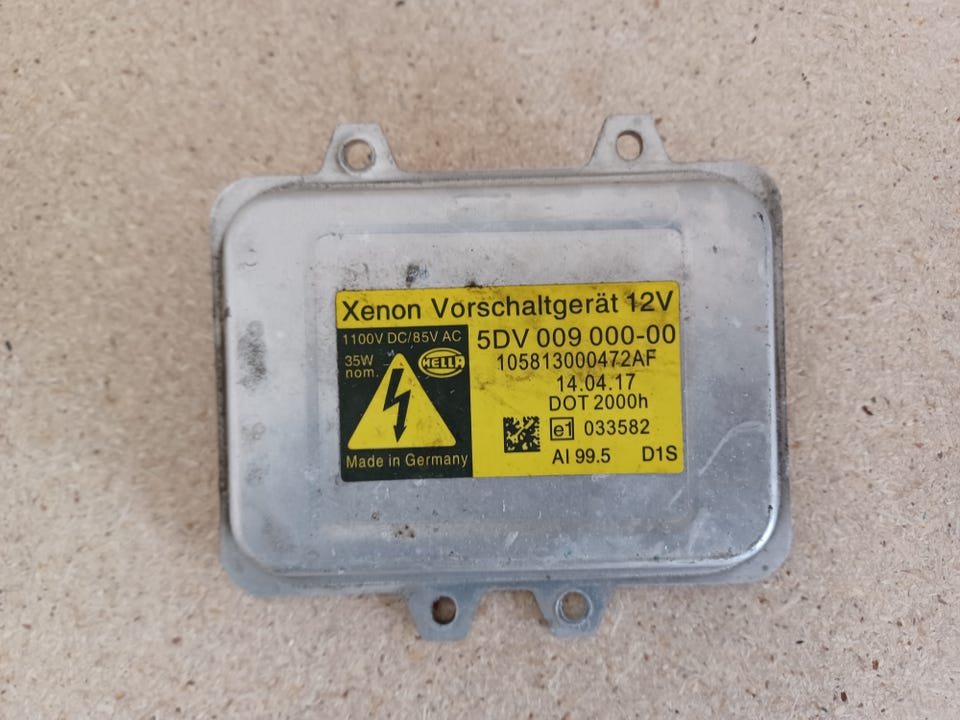 Xenon Vorschaltgerät 12V
1100V DC/85V AC
35W
nom.
HELLA
Made in Germany
5DV 009 000-00
105813000472AF
14.04.17
DOT 2000h
e1 033582
AI 99.5 D1S